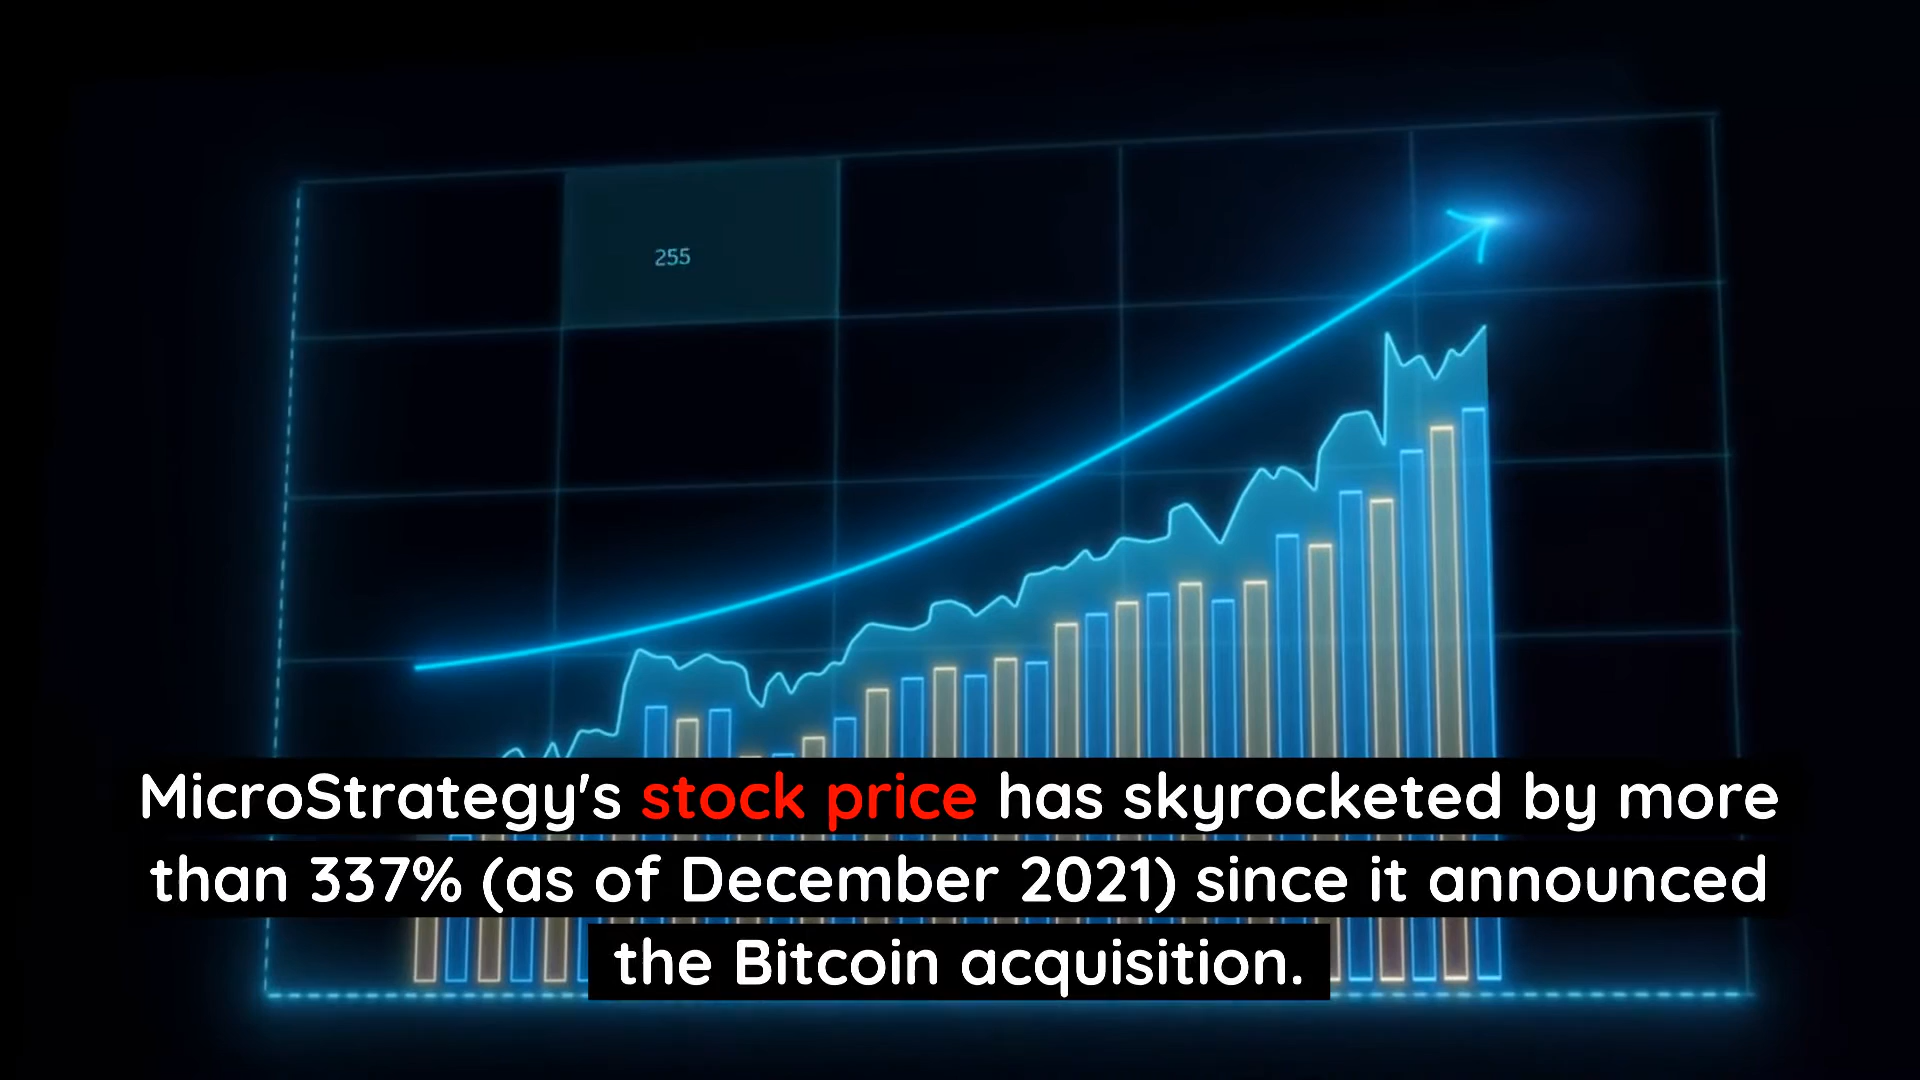 255
MicroStrategy's stock price has skyrocketed by more
than 337% (as of December 2021) since it announced
the Bitcoin acquisition.